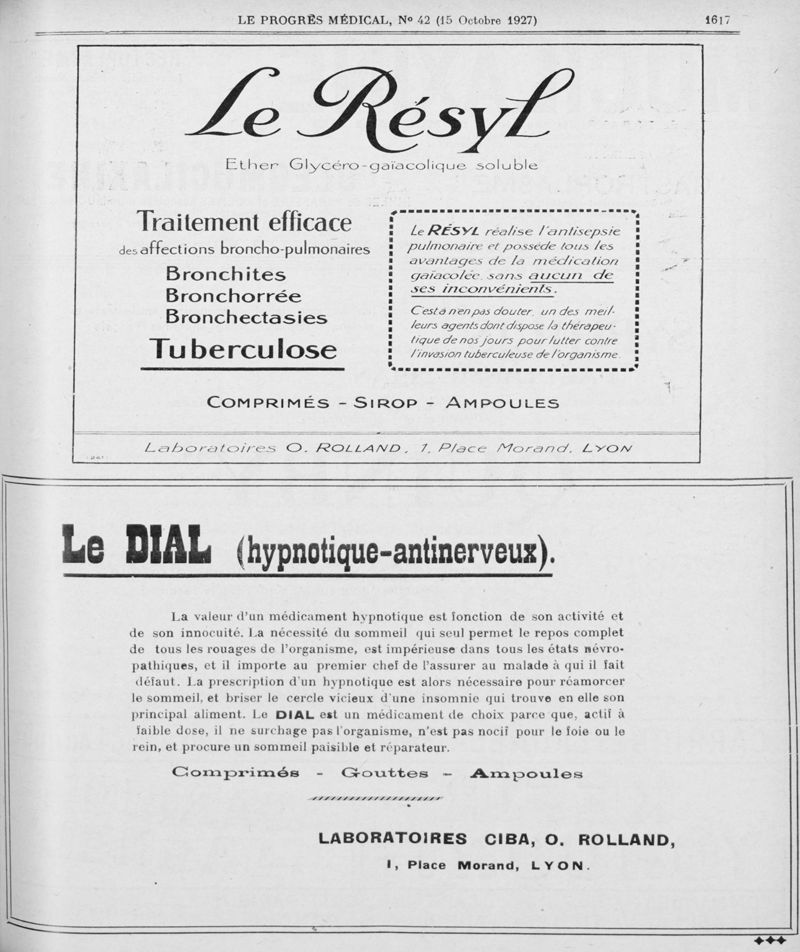 LE PROGRÈS MÉDICAL, No 42 (15 Octobre 1927) 1617
Le Résyl
Ether Glycéro-gaïacolique soluble
Traitement efficace
des affections broncho-pulmonaires
Bronchites
Bronchorrée
Bronchectasies
Tuberculose
Le RÉSYL réalise l'antisepsie
pulmonaire et possède tous les
avantages de la médication
gaïacolée, sans aucun de
ses inconvénients.
C'est à n'en pas douter, un des meil-
leurs agents dont dispose la thérapeu-
tique de nos jours pour lutter contre
l'invasion tuberculeuse de l'organisme
COMPRIMÉS - SIROP - AMPOULES
Laboratoires O. ROLLAND, 1, Place Morand, LYON
Le DIAL (hypnotique-antinerveux).
La valeur d'un médicament hypnotique est fonction de son activité et
de son innocuité. La nécessité du sommeil qui seul permet le repos complet
de tous les rouages de l'organisme, est impérieuse dans tous les états névro-
pathiques, et il importe au premier chef de l'assurer au malade à qui il fait
défaut. La prescription d'un hypnotique est alors nécessaire pour réamorcer
le sommeil, et briser le cercle vicieux d'une insomnie qui trouve en elle son
principal aliment. Le DIAL est un médicament de choix parce que, actif à
faible dose, il ne surchage pas l'organisme, n'est pas nocif pour le foie ou le
rein, et procure un sommeil paisible et réparateur.
Comprimés - Gouttes - Ampoules
LABORATOIRES CIBA, O. ROLLAND,
1, Place Morand, LYON.